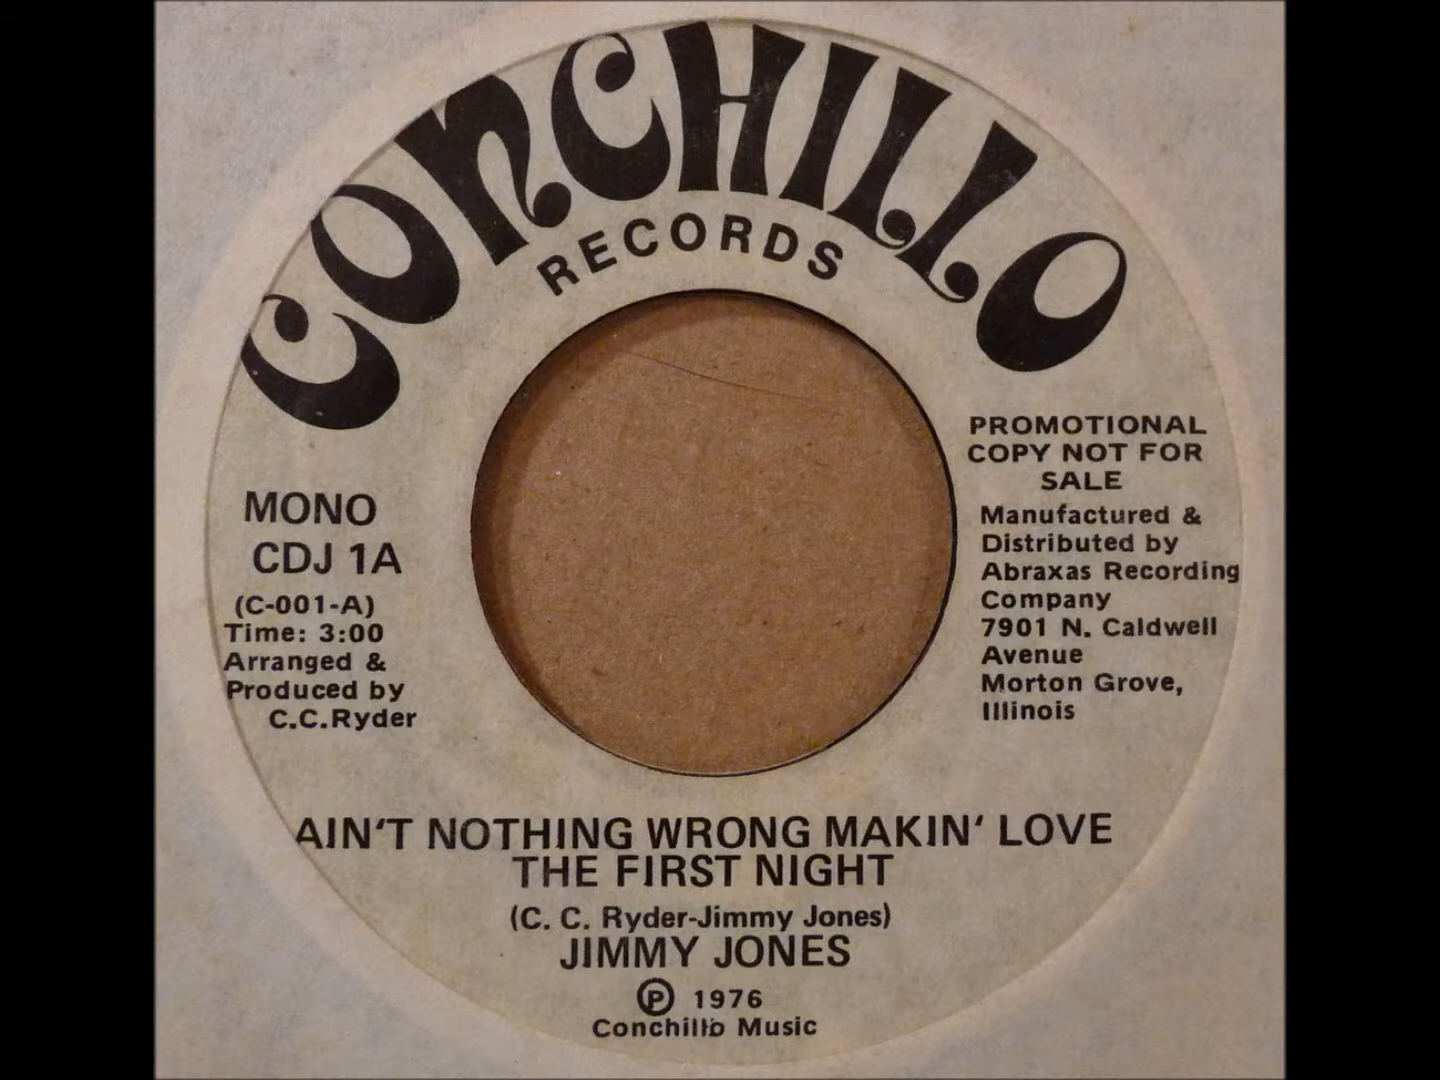 CONCHILLO
RECORDS
MONO
CDJ 1A
(C-001-A)
Time: 3:00
Arranged &
Produced by
C.C.Ryder
PROMOTIONAL
COPY NOT FOR
SALE
Manufactured &
Distributed by
Abraxas Recording
Company
7901 N. Caldwell
Avenue
Morton Grove,
Illinois
AIN'T NOTHING WRONG MAKIN' LOVE
THE FIRST NIGHT
(C. C. Ryder-Jimmy Jones)
JIMMY JONES
Ⓟ 1976
Conchillo Music